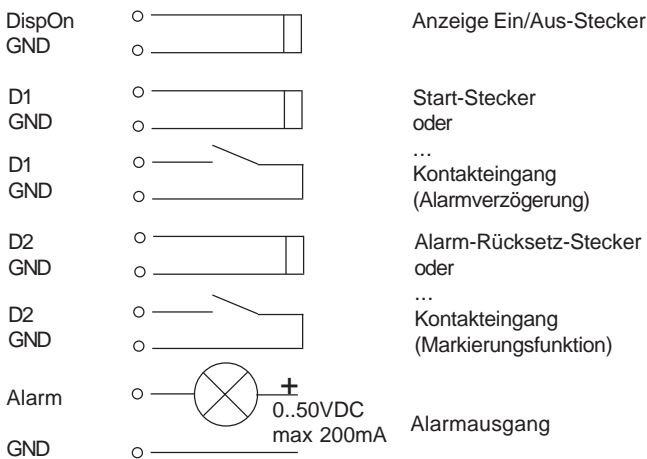 DispOn
GND
Anzeige Ein/Aus-Stecker
D1
GND
Start-Stecker
oder
...
D1
GND
Kontakteingang
(Alarmverzögerung)
D2
GND
Alarm-Rücksetz-Stecker
oder
...
D2
GND
Kontakteingang
(Markierungsfunktion)
Alarm
+
0..50VDC
max 200mA
Alarmausgang
GND